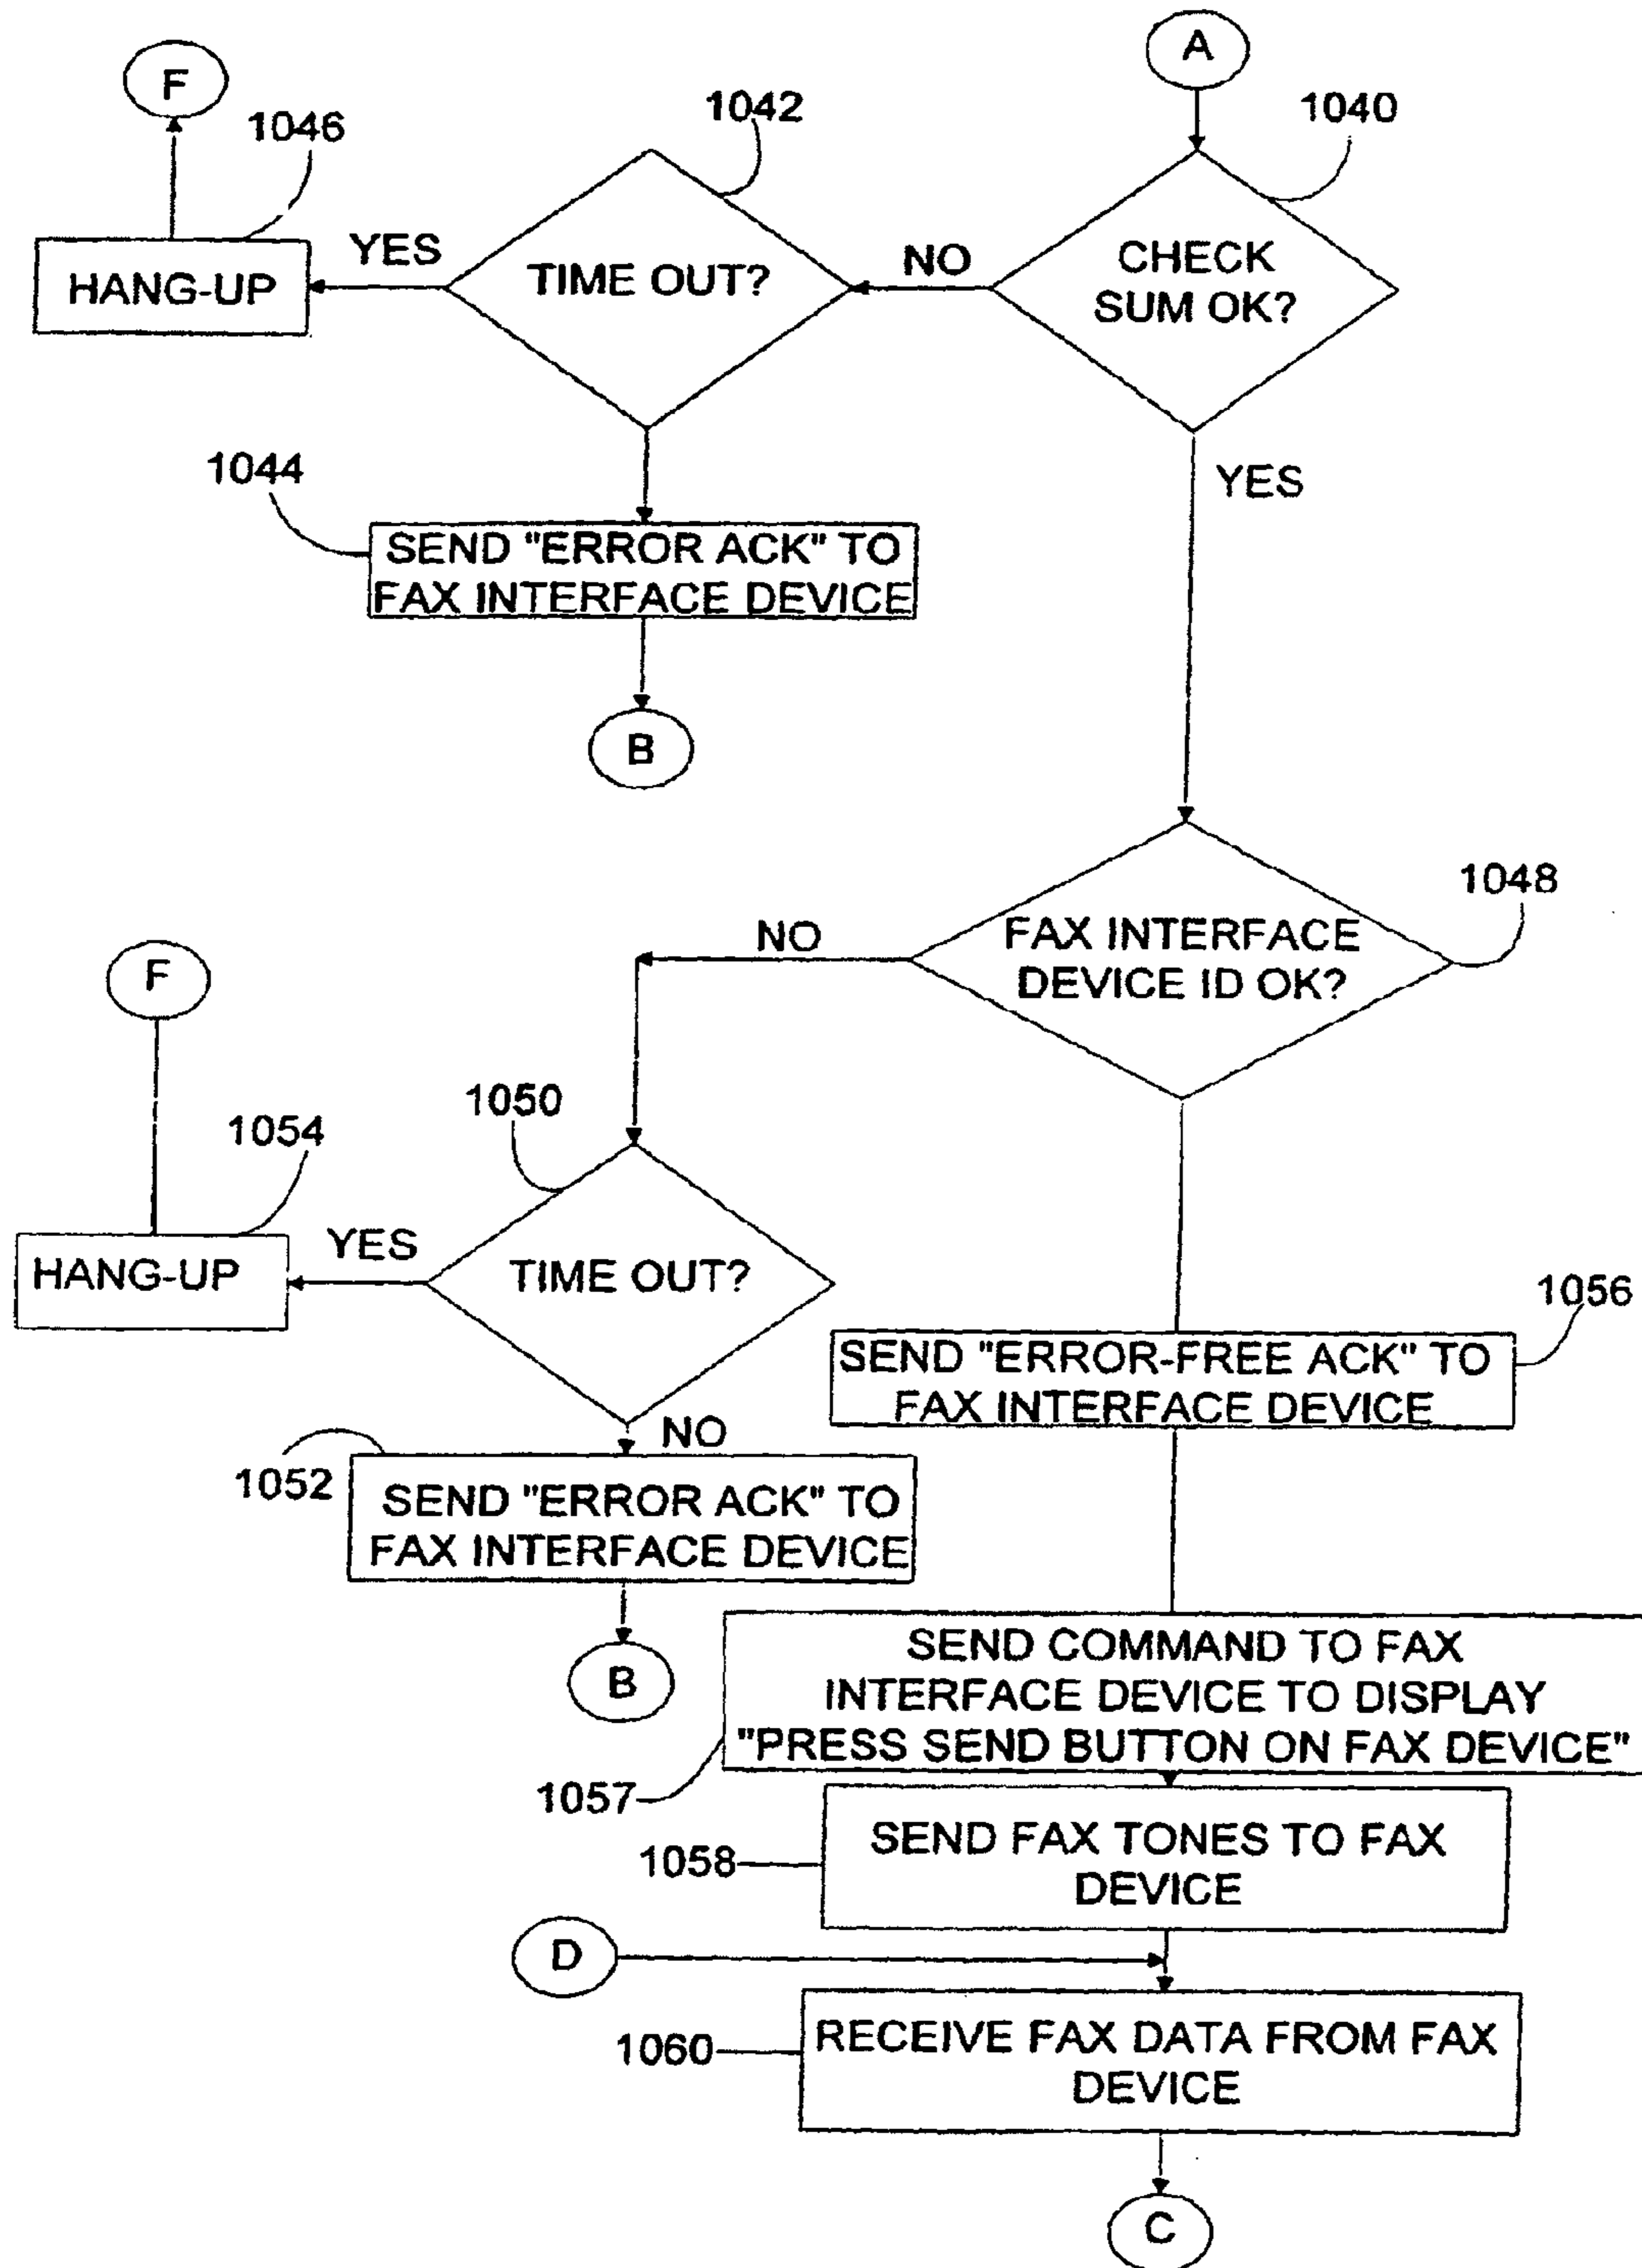 A
F
1046
1042
1040
HANG-UP
YES
TIME OUT?
NO
CHECK
SUM OK?
YES
1044
SEND "ERROR ACK" TO
FAX INTERFACE DEVICE
B
1048
FAX INTERFACE
DEVICE ID OK?
NO
F
1050
1054
HANG-UP
YES
TIME OUT?
1056
SEND "ERROR-FREE ACK" TO
FAX INTERFACE DEVICE
NO
1052
SEND "ERROR ACK" TO
FAX INTERFACE DEVICE
B
SEND COMMAND TO FAX
INTERFACE DEVICE TO DISPLAY
"PRESS SEND BUTTON ON FAX DEVICE"
1057
SEND FAX TONES TO FAX
DEVICE
1058
D
RECEIVE FAX DATA FROM FAX
DEVICE
1060
C